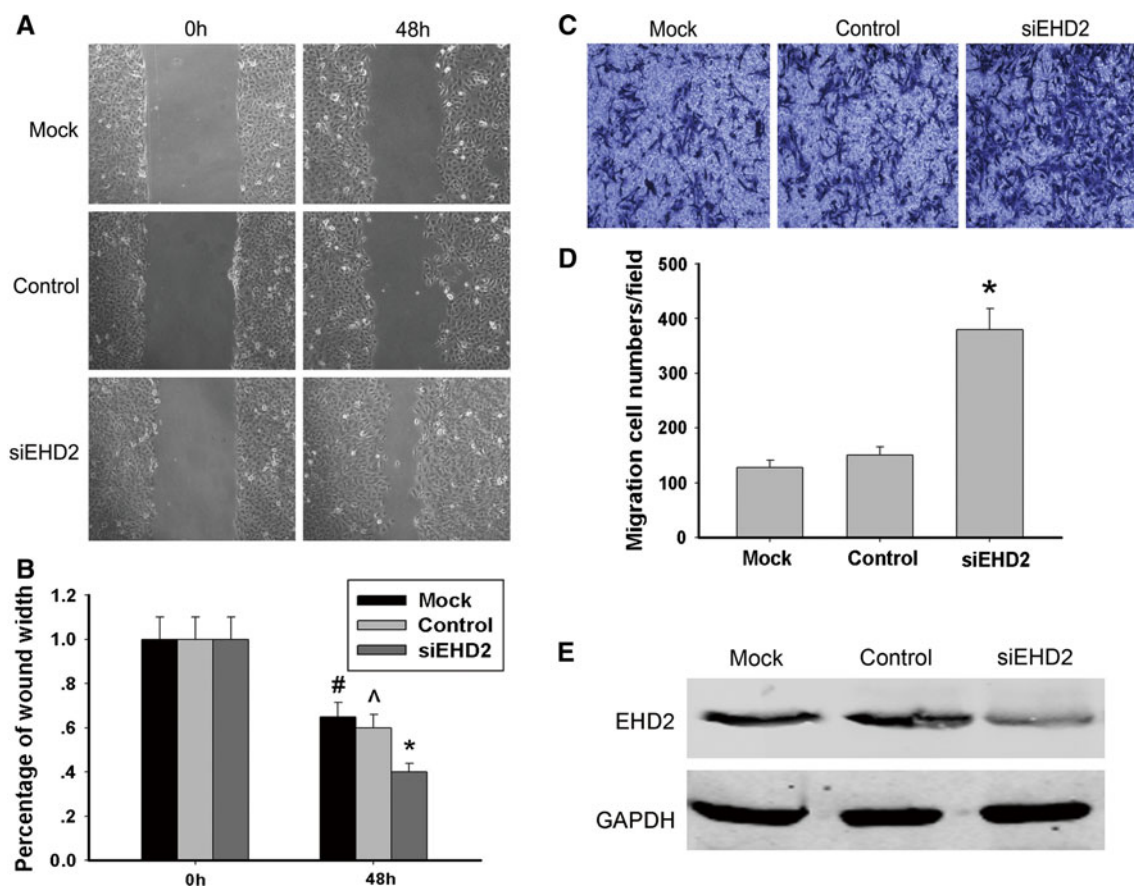 A
0h 48h
Mock
Control
siEHD2
B
Percentage of wound width
1.2
1.0
.8
.6
.4
.2
0.0
Mock
Control
siEHD2
# ^ *
0h 48h
C
Mock Control siEHD2
D
Migration cell numbers/field
500
400
300
200
100
0
*
Mock Control siEHD2
E
Mock Control siEHD2
EHD2
GAPDH